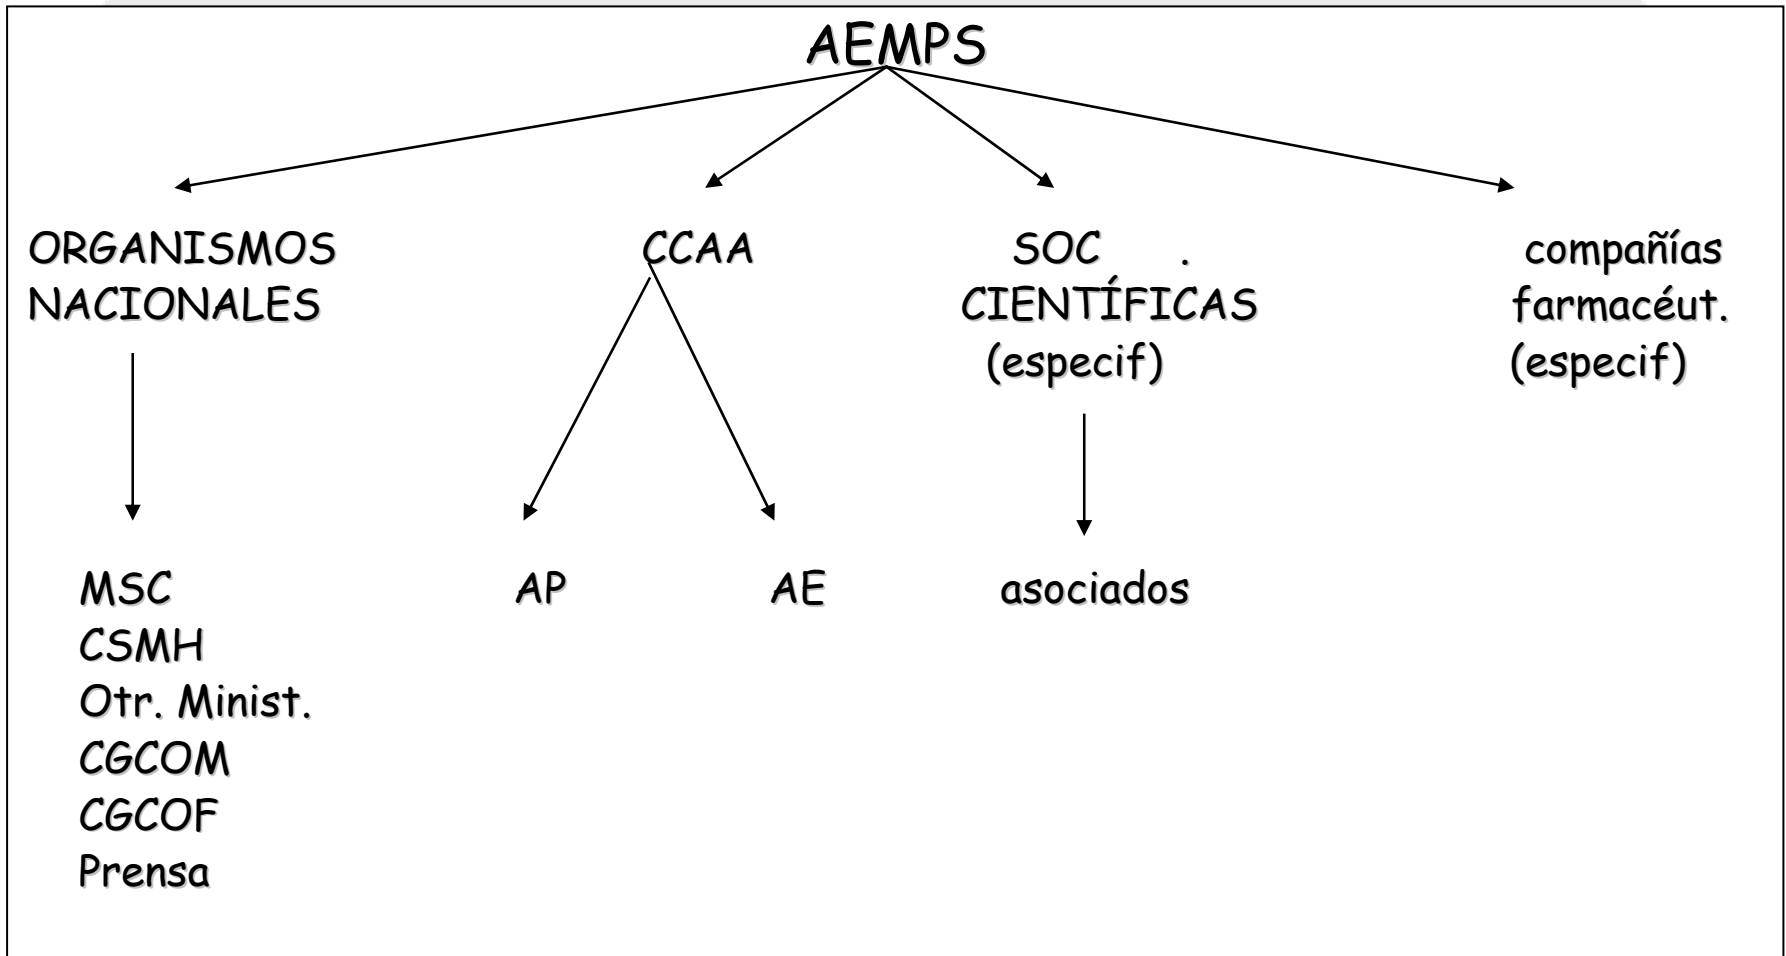 AEMPS
ORGANISMOS
NACIONALES
CCAA
SOC .
CIENTÍFICAS
(especif)
compañías
farmacéut.
(especif)
MSC
CSMH
Otr. Minist.
CGCOM
CGCOF
Prensa
AP
AE
asociados